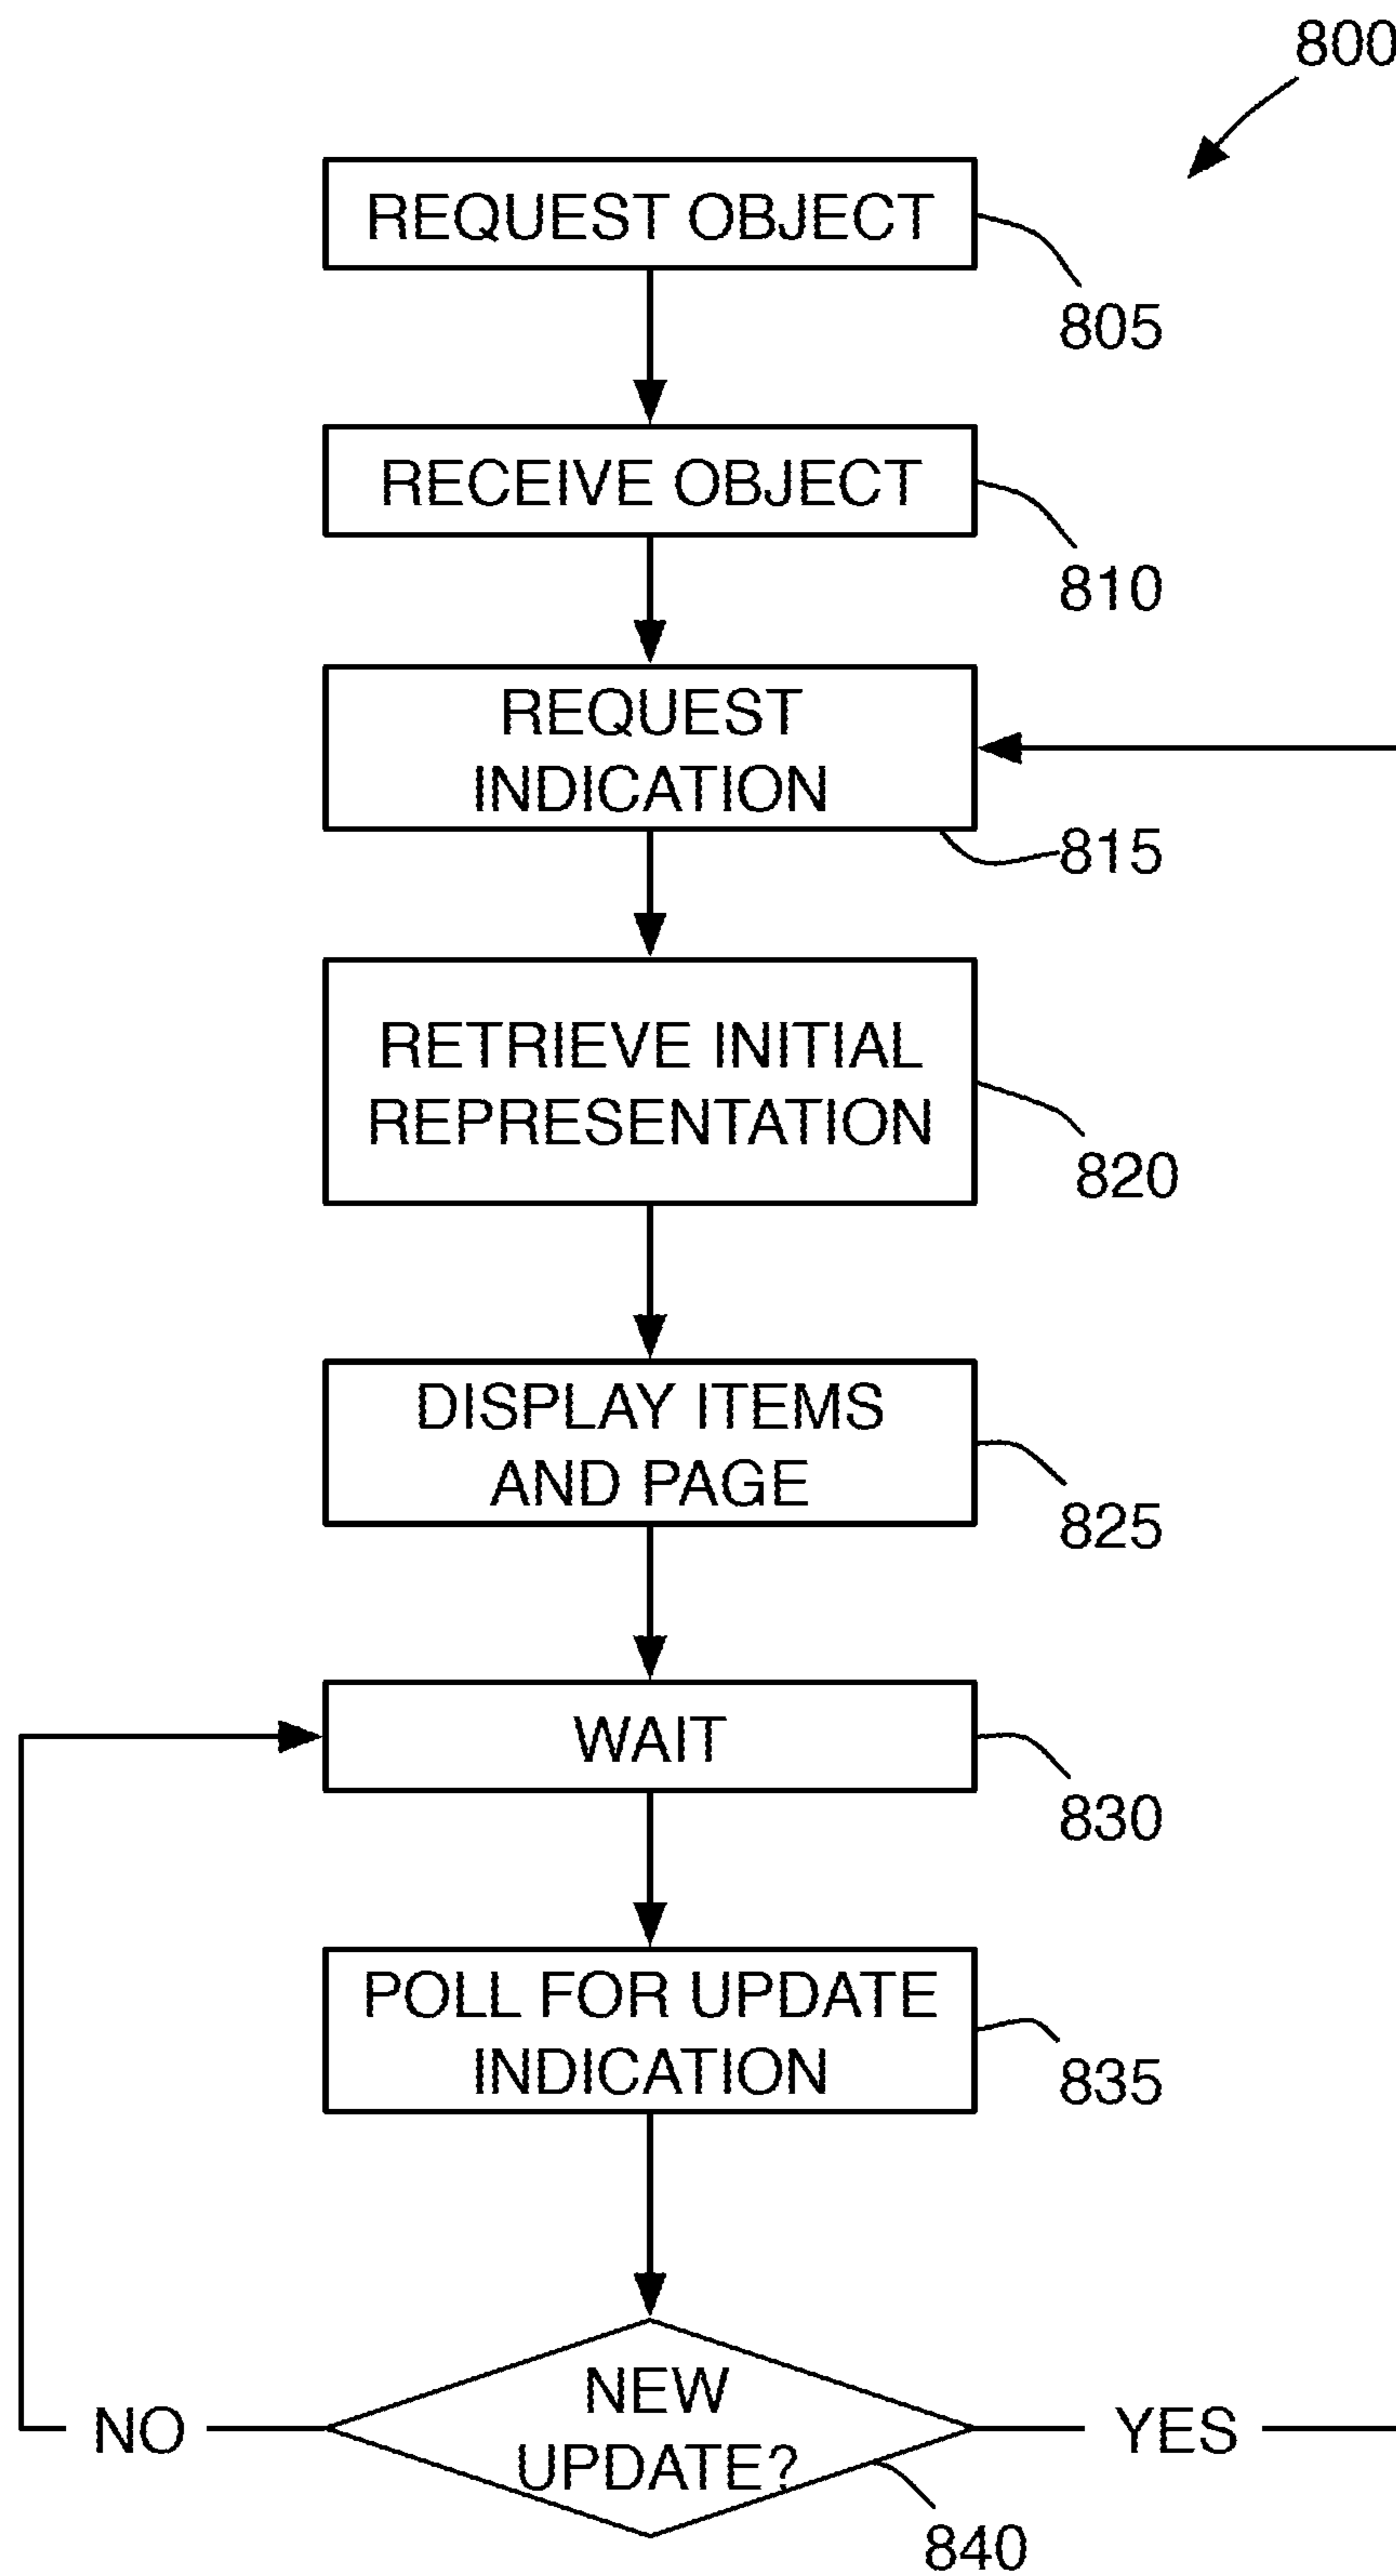 800
REQUEST OBJECT
805
RECEIVE OBJECT
810
REQUEST
INDICATION
815
RETRIEVE INITIAL
REPRESENTATION
820
DISPLAY ITEMS
AND PAGE
825
WAIT
830
POLL FOR UPDATE
INDICATION
835
NEW
UPDATE?
NO
YES
840